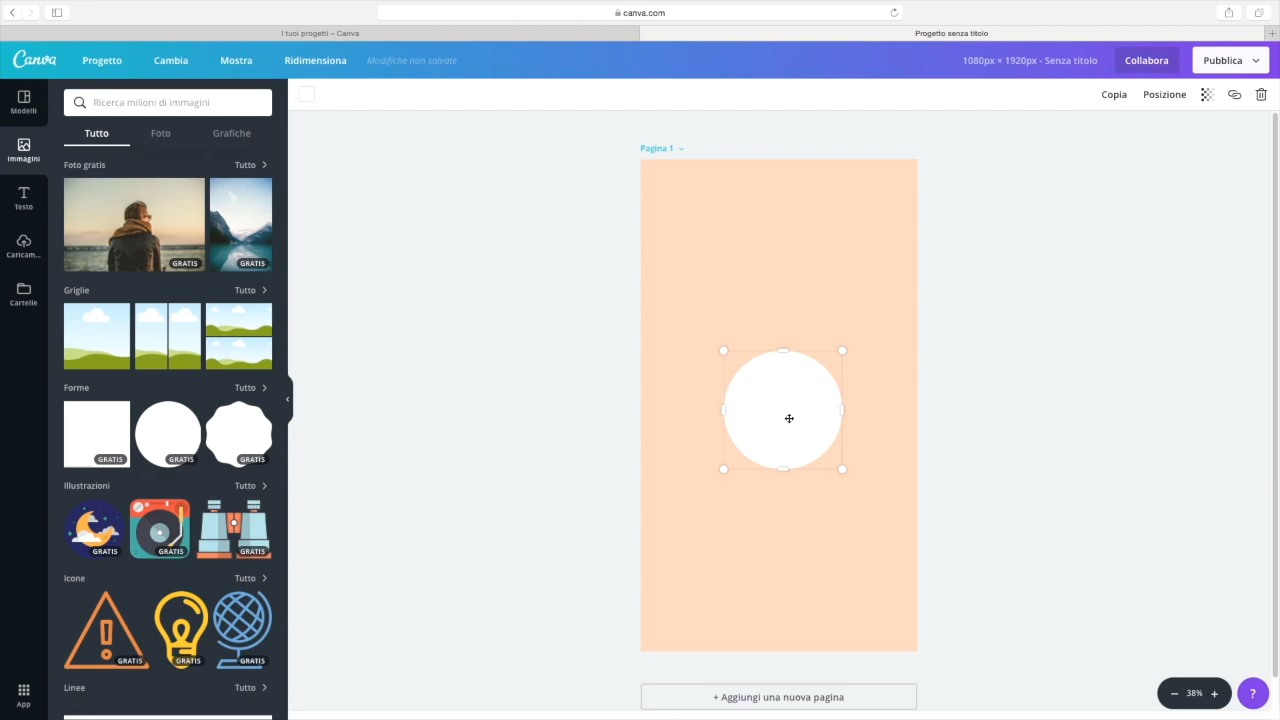 canva.com
I tuoi progetti – Canva
Progetto senza titolo
Canva
Progetto
Cambia
Mostra
Ridimensiona
Modifiche non salvate
1080px × 1920px - Senza titolo
Collabora
Pubblica
Modelli
Immagini
Testo
Caricam...
Cartelle
App
Ricerca milioni di immagini
Tutto
Foto
Grafiche
Foto gratis
Tutto
GRATIS
GRATIS
Griglie
Tutto
Forme
Tutto
GRATIS
GRATIS
GRATIS
Illustrazioni
Tutto
GRATIS
GRATIS
GRATIS
Icone
Tutto
GRATIS
GRATIS
GRATIS
Linee
Tutto
Copia
Posizione
Pagina 1
+ Aggiungi una nuova pagina
− 38% +
?